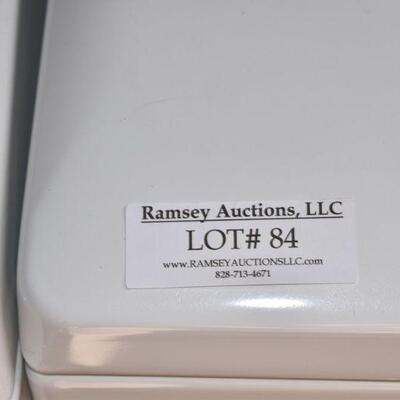 Ramsey Auctions, LLC
LOT# 84
www.RAMSEYAUCTIONSLLC.com
828-713-4671